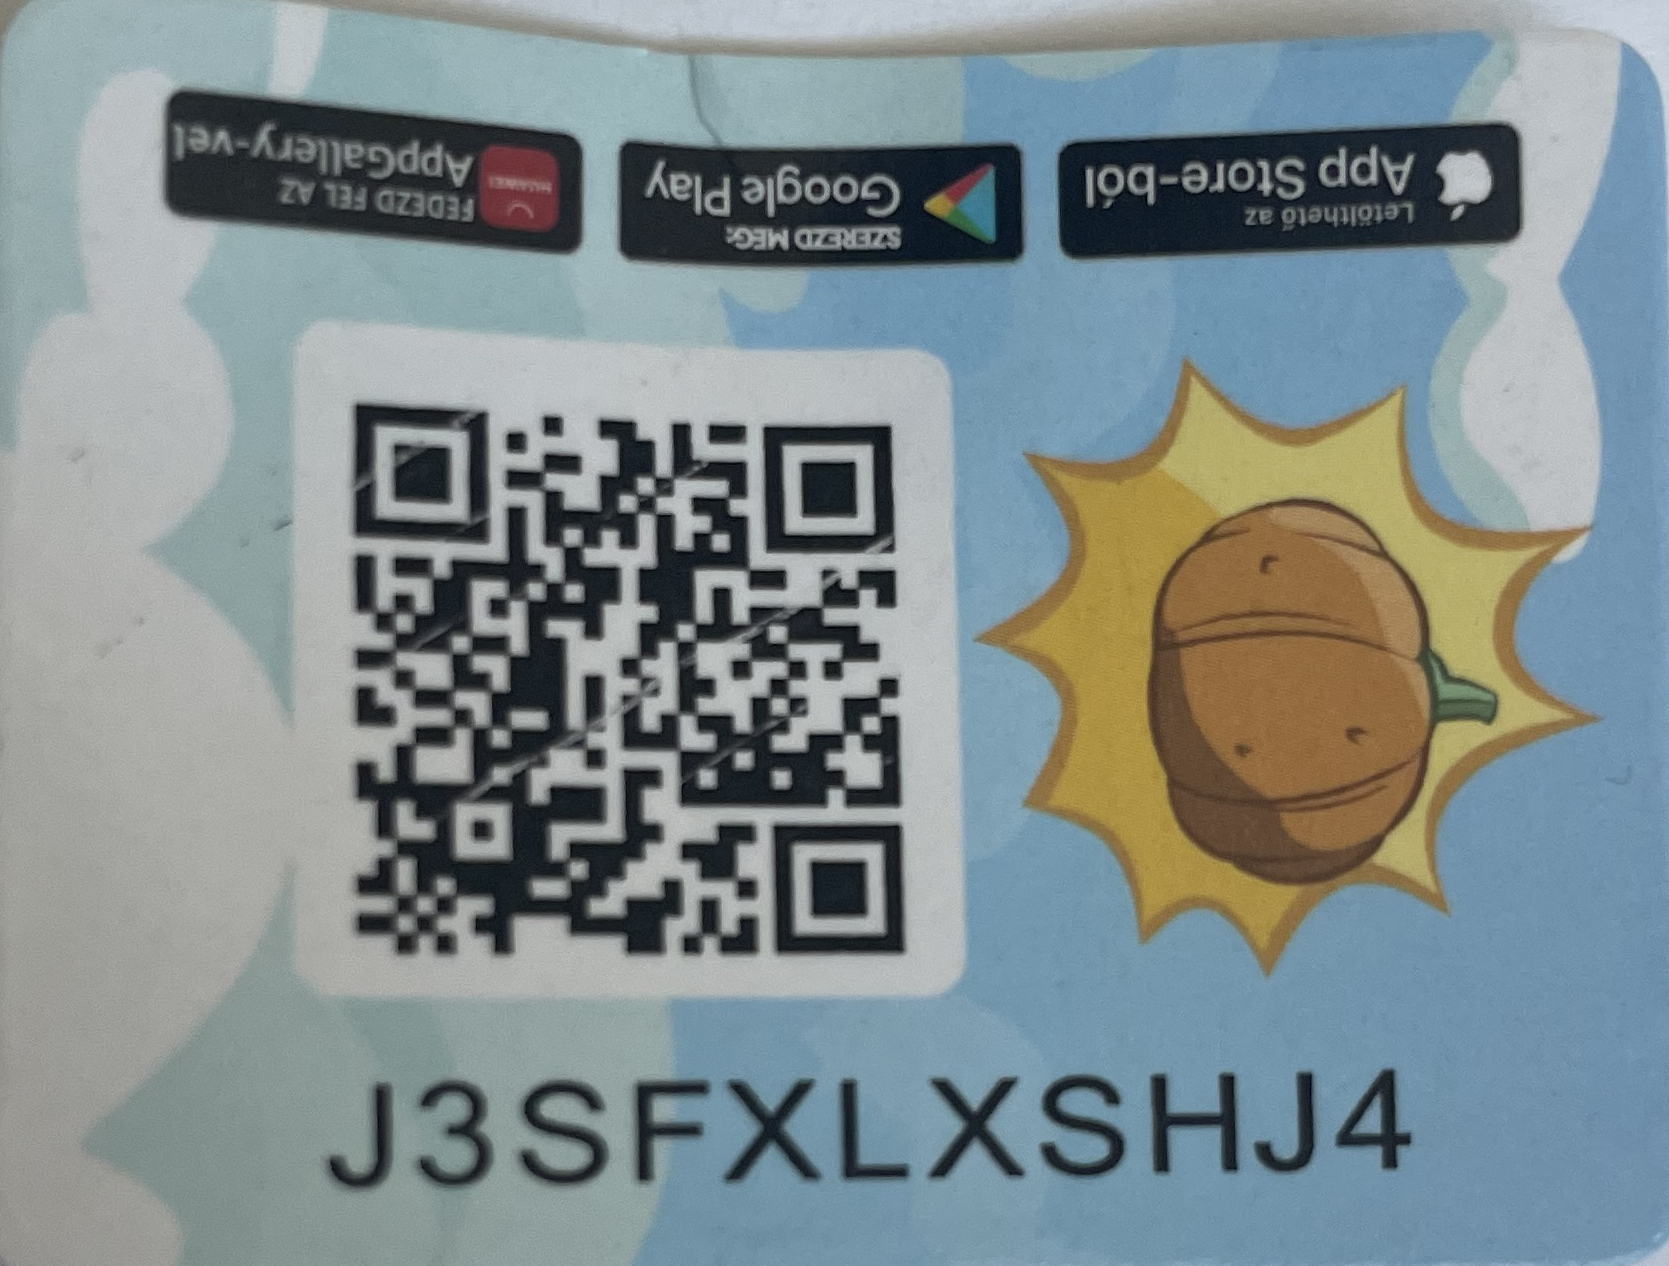 J3SFXLXSHJ4
Letölthető az
App Store-ból
SZEREZD MEG:
Google Play
FEDEZD FEL AZ
AppGallery-vel
HUAWEI